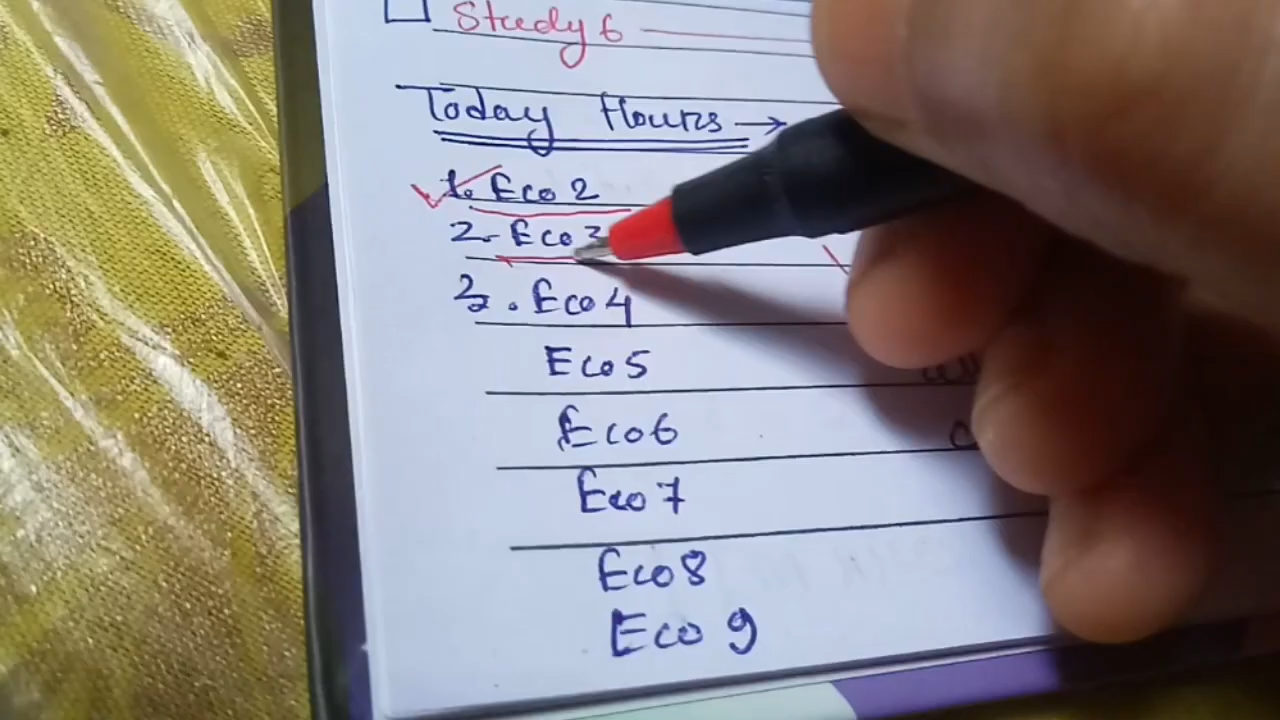 Study 6
Today Hours →
1. Eco 2
2. Eco 3
3. Eco 4
Eco 5
Eco 6
Eco 7
Eco 8
Eco 9